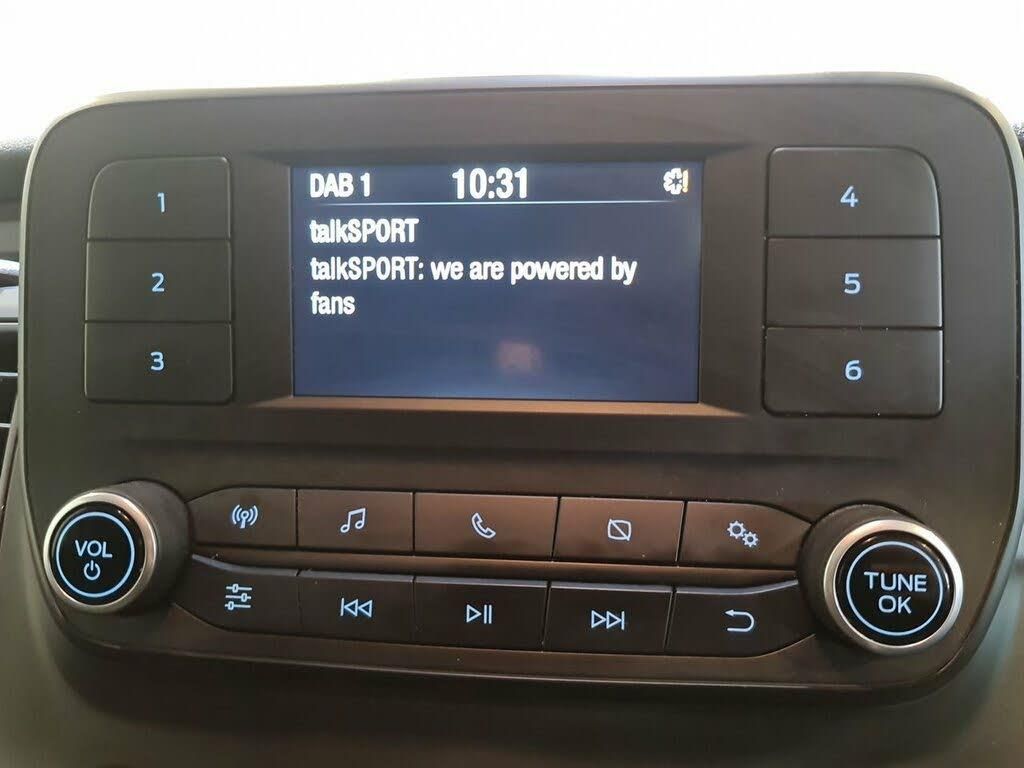 1
2
3
DAB 1 10:31
talkSPORT
talkSPORT: we are powered by
fans
4
5
6
VOL
TUNE
OK